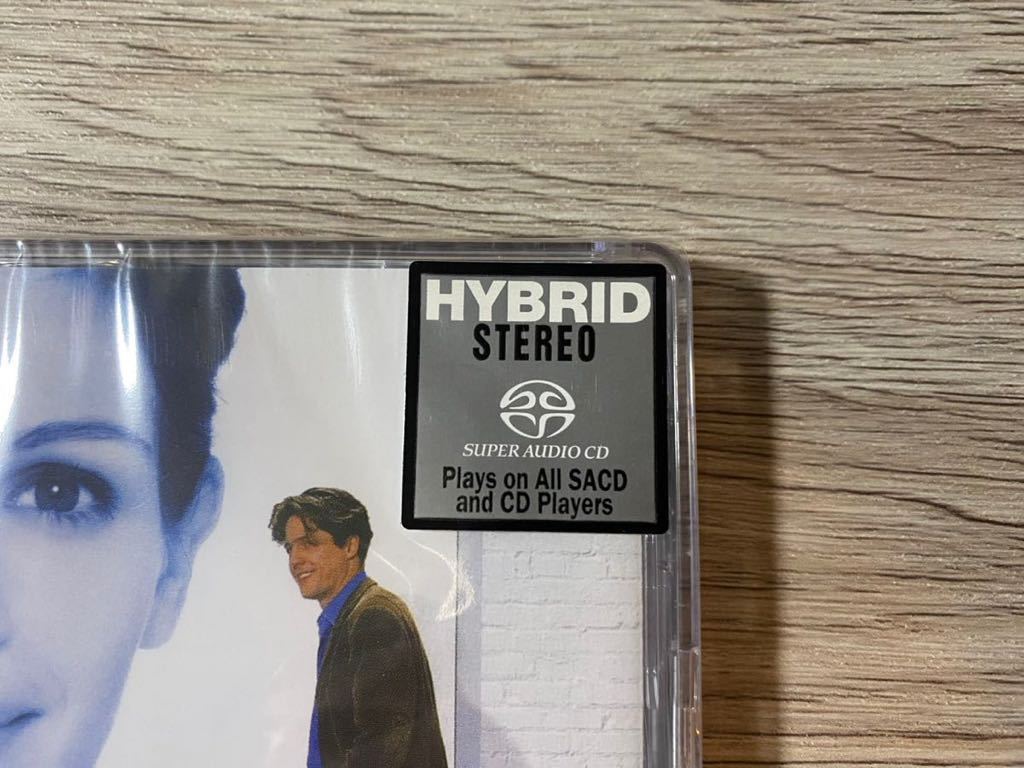 HYBRID
STEREO
SUPER AUDIO CD
Plays on All SACD
and CD Players